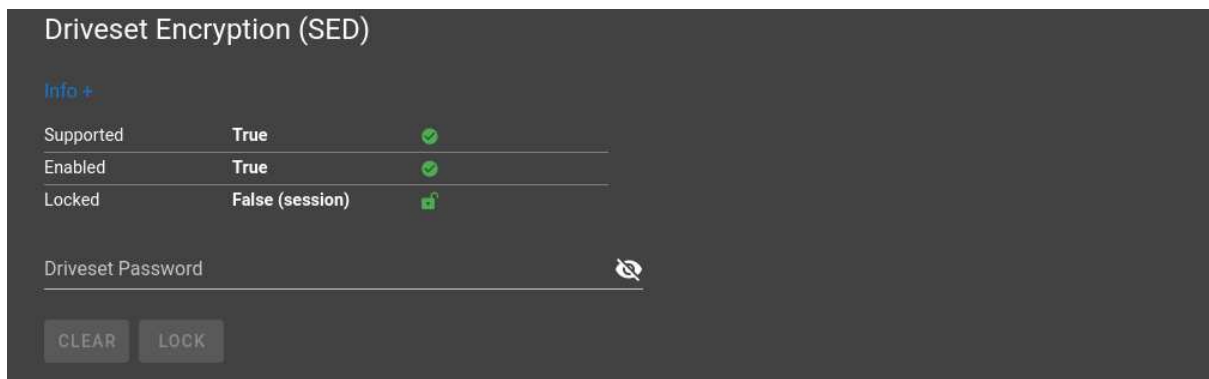 Driveset Encryption (SED)
Info +
Supported True
Enabled True
Locked False (session)
Driveset Password
CLEAR LOCK